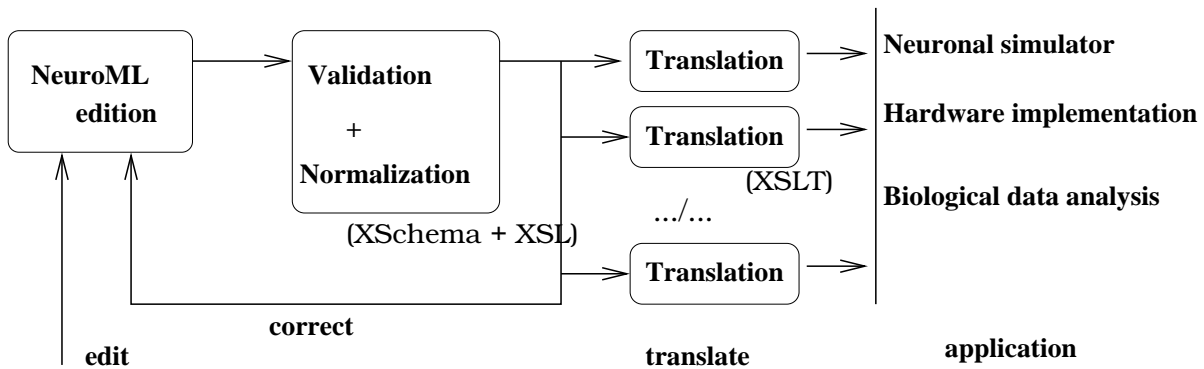 NeuroML
edition
Validation
+
Normalization
(XSchema + XSL)
Translation
Translation
(XSLT)
.../...
Translation
Neuronal simulator
Hardware implementation
Biological data analysis
correct
edit
translate
application